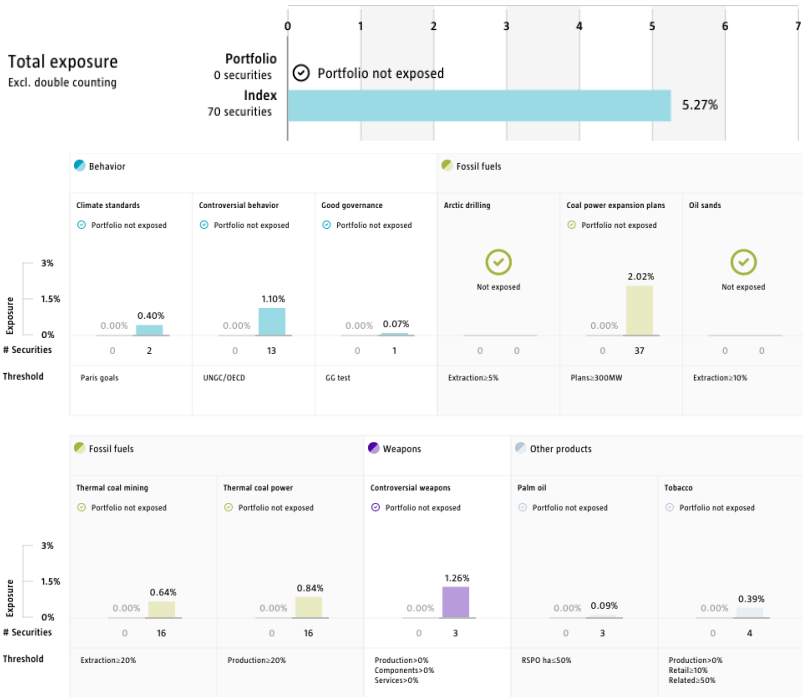 0 1 2 3 4 5 6 7
Total exposure
Excl. double counting
Portfolio
0 securities
Portfolio not exposed
Index
70 securities
5.27%
Behavior
Fossil fuels
Climate standards
Controversial behavior
Good governance
Arctic drilling
Coal power expansion plans
Oil sands
Portfolio not exposed
Portfolio not exposed
Portfolio not exposed
Portfolio not exposed
Not exposed
Not exposed
Exposure
3%
1.5%
0%
0.00% 0.40%
0.00% 1.10%
0.00% 0.07%
0.00% 2.02%
# Securities
0 2
0 13
0 1
0 0
0 37
0 0
Threshold
Paris goals
UNGC/OECD
GG test
Extraction≥5%
Plans≥300MW
Extraction≥10%
Fossil fuels
Weapons
Other products
Thermal coal mining
Thermal coal power
Controversial weapons
Palm oil
Tobacco
Portfolio not exposed
Portfolio not exposed
Portfolio not exposed
Portfolio not exposed
Portfolio not exposed
Exposure
3%
1.5%
0%
0.00% 0.64%
0.00% 0.84%
0.00% 1.26%
0.00% 0.09%
0.00% 0.39%
# Securities
0 16
0 16
0 3
0 3
0 4
Threshold
Extraction≥20%
Production≥20%
Production>0%
Components>0%
Services>0%
RSPO ha≤50%
Production>0%
Retail≥10%
Related≥50%